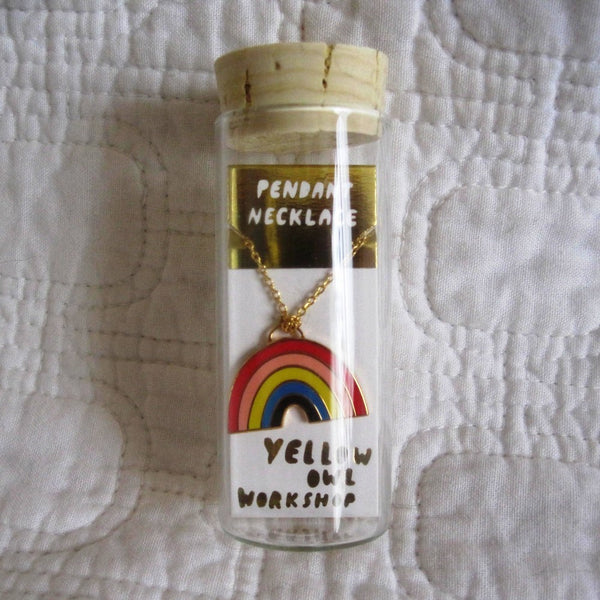 PENDANT
NECKLACE
YELLOW
OWL
WORKSHOP